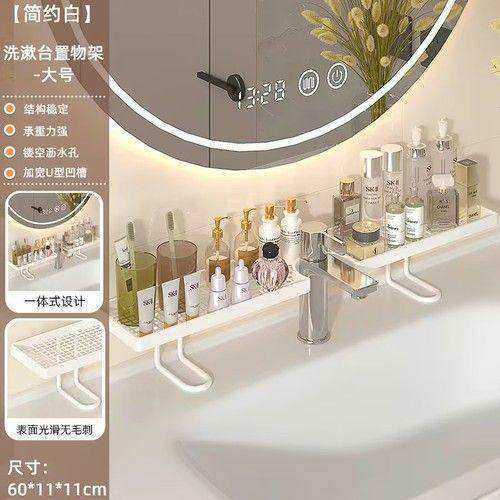 【简约白】
洗漱台置物架
-大号
结构稳定
承重力强
镂空沥水孔
加宽U型凹槽
一体式设计
表面光滑无毛刺
尺寸：
60*11*11cm
13:28
SK-II
SK-II
SK-II